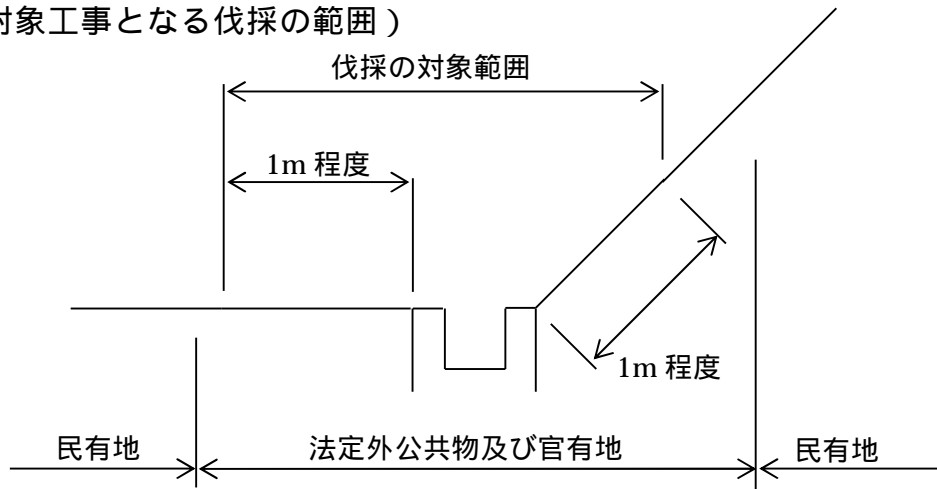 対象工事となる伐採の範囲)
伐採の対象範囲
1m 程度
1m 程度
民有地
法定外公共物及び官有地
民有地